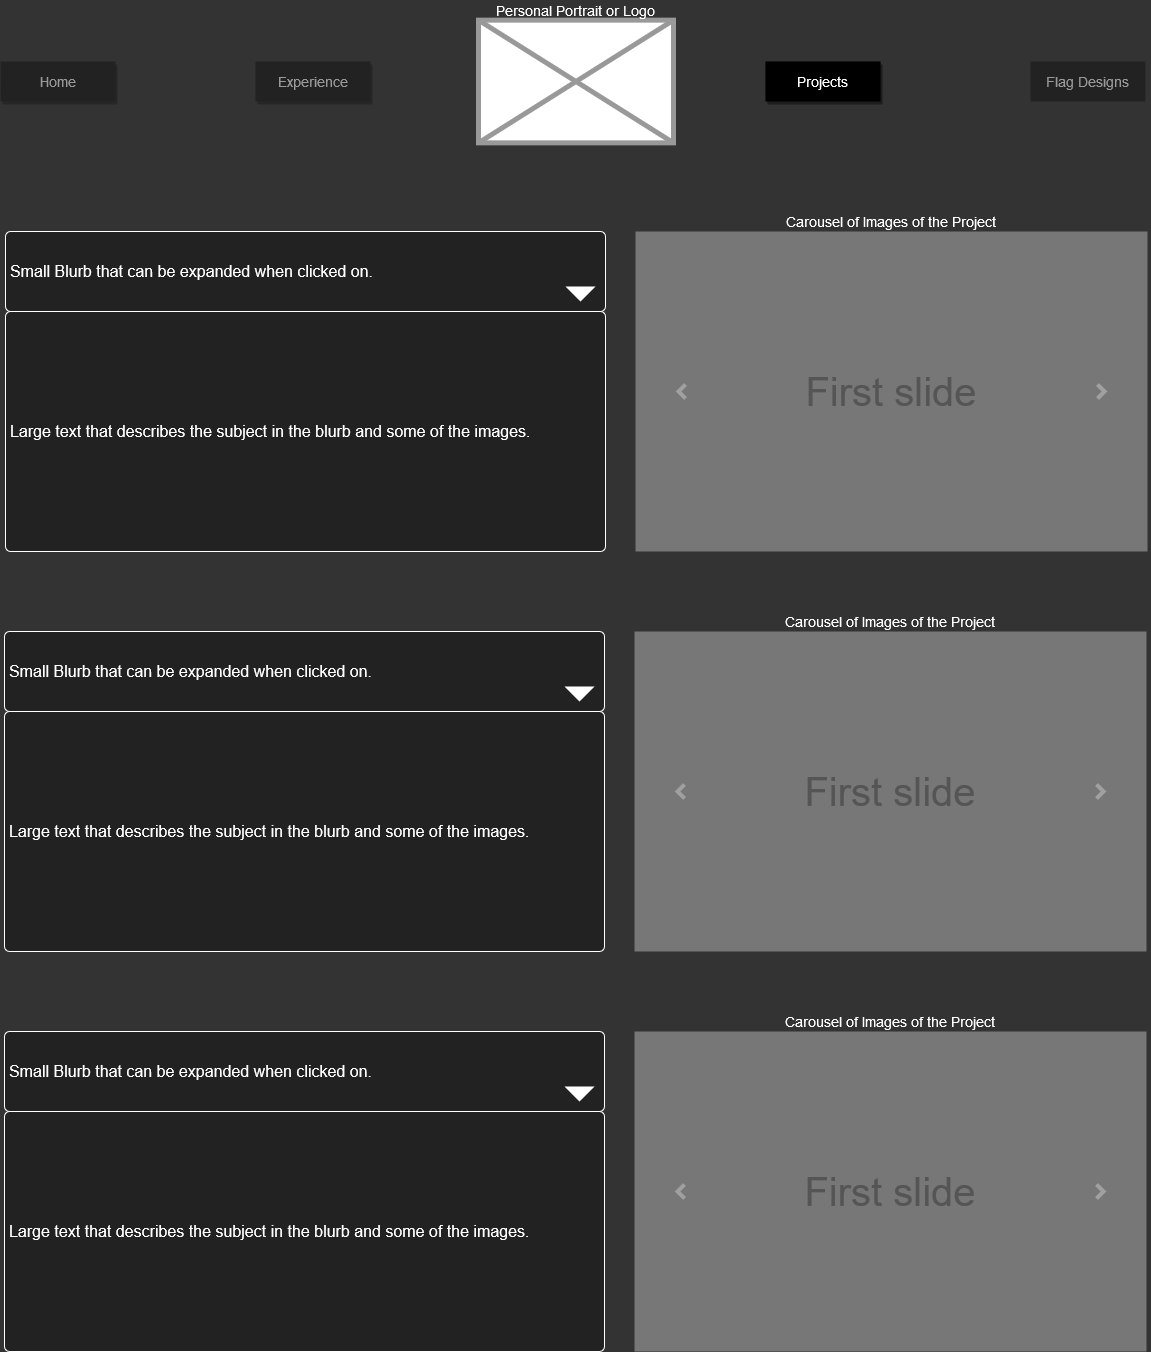 Personal Portrait or Logo
Home
Experience
Projects
Flag Designs
Carousel of Images of the Project
Small Blurb that can be expanded when clicked on.
Large text that describes the subject in the blurb and some of the images.
First slide
Carousel of Images of the Project
Small Blurb that can be expanded when clicked on.
Large text that describes the subject in the blurb and some of the images.
First slide
Carousel of Images of the Project
Small Blurb that can be expanded when clicked on.
Large text that describes the subject in the blurb and some of the images.
First slide